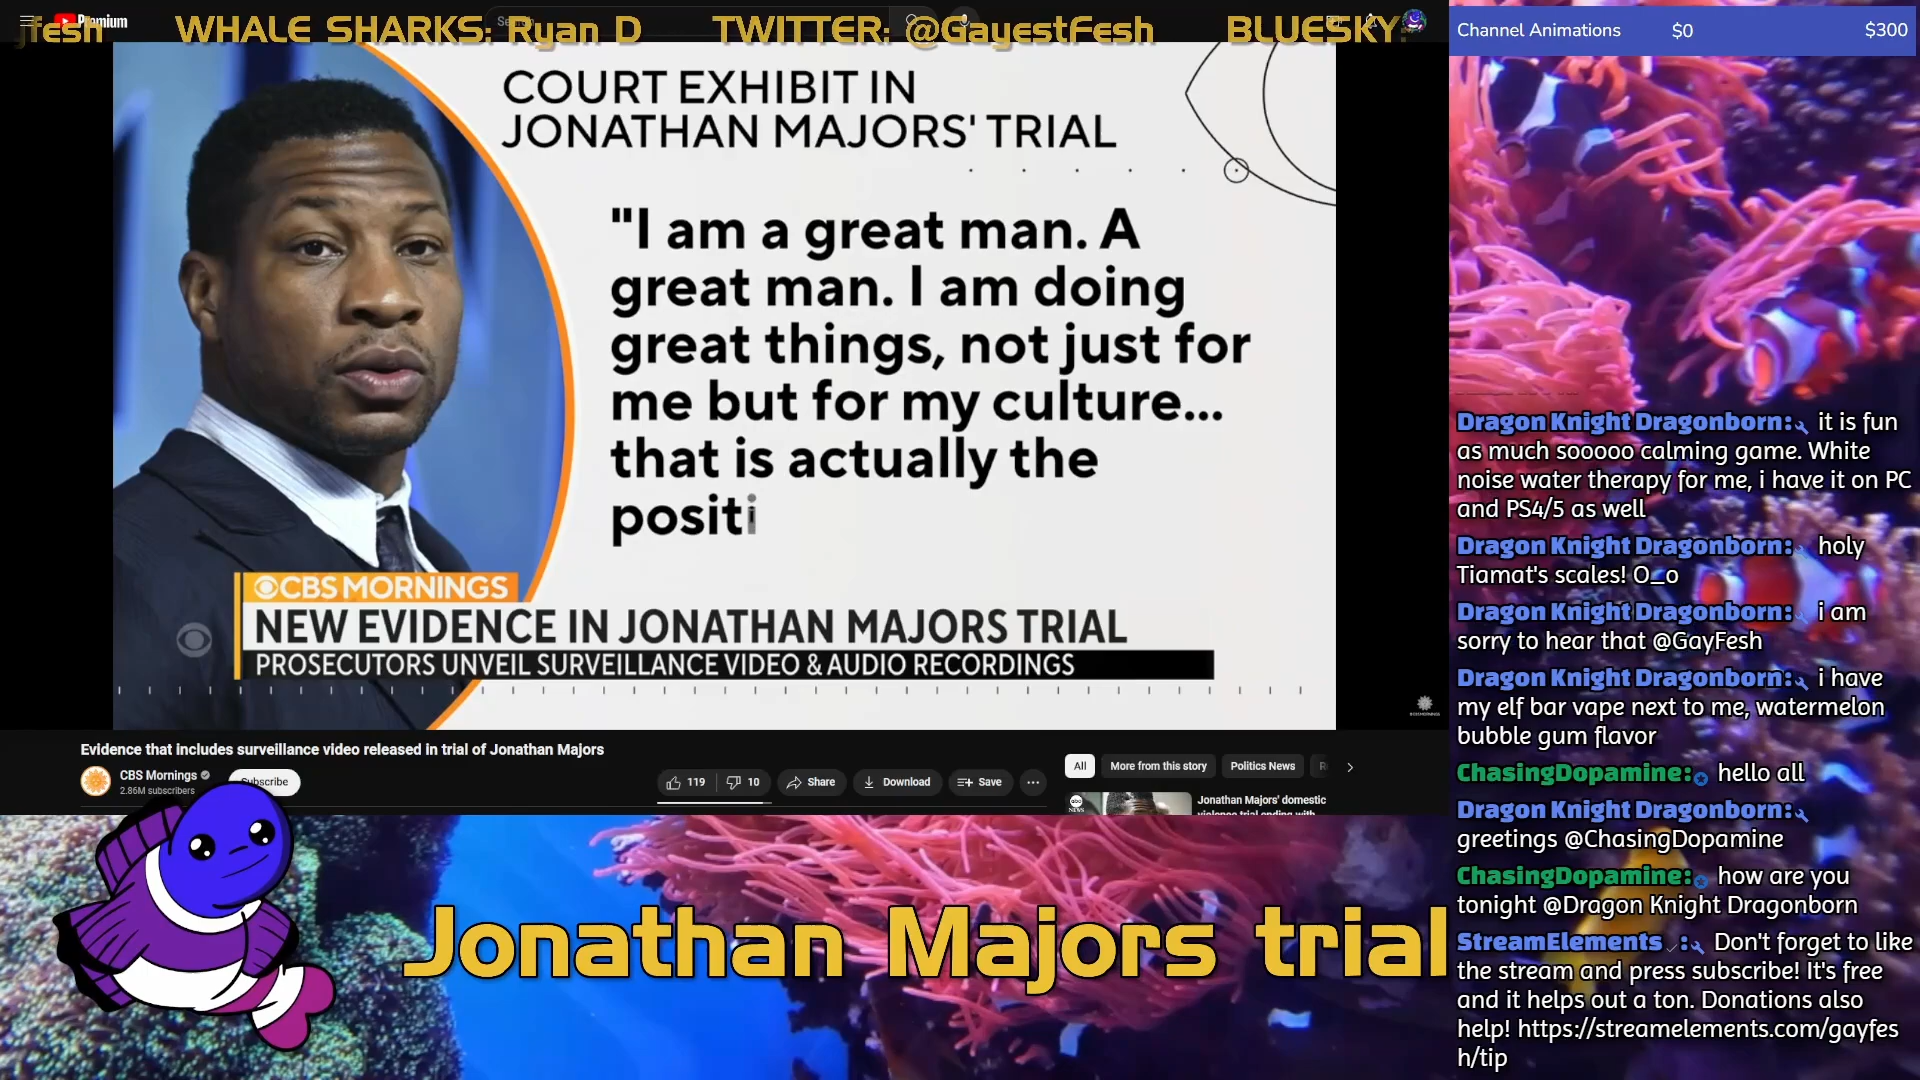 jfesh WHALE SHARKS: Ryan D TWITTER: @GayestFesh BLUESKY:
Premium
Search
COURT EXHIBIT IN
JONATHAN MAJORS' TRIAL
"I am a great man. A
great man. I am doing
great things, not just for
me but for my culture...
that is actually the
positi
CBS MORNINGS
NEW EVIDENCE IN JONATHAN MAJORS TRIAL
PROSECUTORS UNVEIL SURVEILLANCE VIDEO & AUDIO RECORDINGS
Evidence that includes surveillance video released in trial of Jonathan Majors
CBS Mornings
2.86M subscribers
Subscribe
119
10
Share
Download
Save
All
More from this story
Politics News
Jonathan Majors' domestic
violence trial ending with
Jonathan Majors trial
Channel Animations $0 $300
Dragon Knight Dragonborn: it is fun
as much sooooo calming game. White
noise water therapy for me, i have it on PC
and PS4/5 as well
Dragon Knight Dragonborn: holy
Tiamat's scales! O_o
Dragon Knight Dragonborn: i am
sorry to hear that @GayFesh
Dragon Knight Dragonborn: i have
my elf bar vape next to me, watermelon
bubble gum flavor
ChasingDopamine: hello all
Dragon Knight Dragonborn:
greetings @ChasingDopamine
ChasingDopamine: how are you
tonight @Dragon Knight Dragonborn
StreamElements: Don't forget to like
the stream and press subscribe! It's free
and it helps out a ton. Donations also
help! https://streamelements.com/gayfes
h/tip